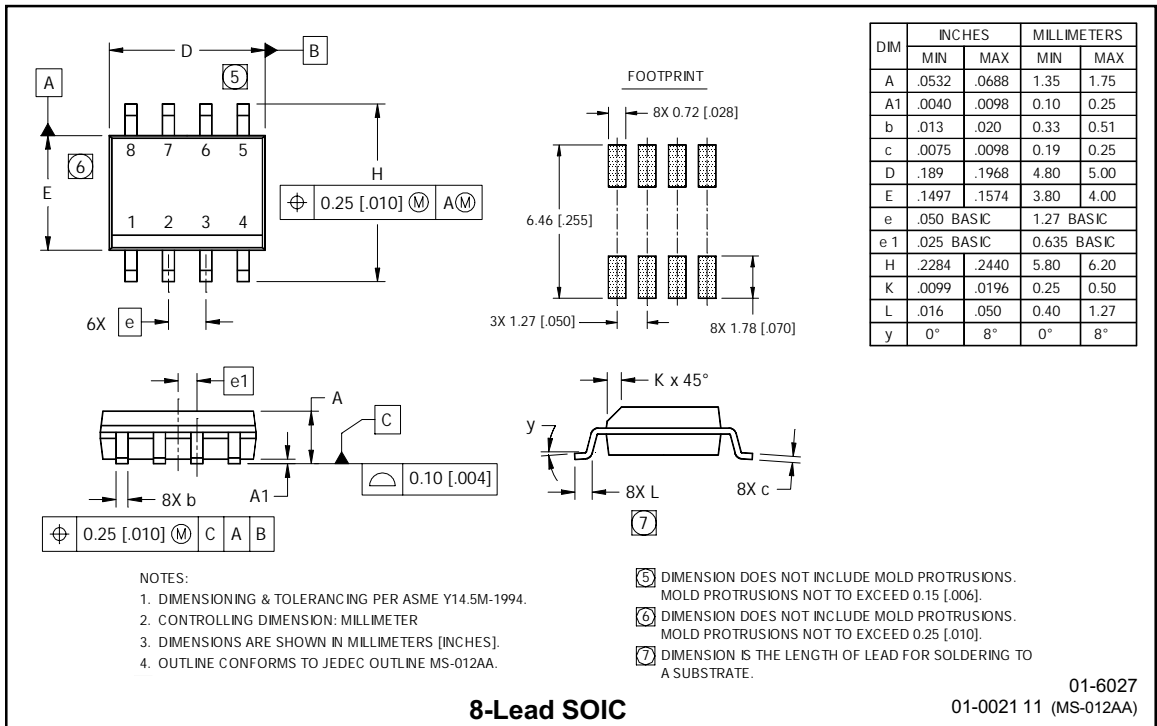 D
B
5
A
8 7 6 5
6
E
H
⌖ 0.25 [.010] Ⓜ A Ⓜ
1 2 3 4
6X e
FOOTPRINT
8X 0.72 [.028]
6.46 [.255]
3X 1.27 [.050]
8X 1.78 [.070]
DIM INCHES MILLIMETERS
MIN MAX MIN MAX
A .0532 .0688 1.35 1.75
A1 .0040 .0098 0.10 0.25
b .013 .020 0.33 0.51
c .0075 .0098 0.19 0.25
D .189 .1968 4.80 5.00
E .1497 .1574 3.80 4.00
e .050 BASIC 1.27 BASIC
e 1 .025 BASIC 0.635 BASIC
H .2284 .2440 5.80 6.20
K .0099 .0196 0.25 0.50
L .016 .050 0.40 1.27
y 0° 8° 0° 8°
e1
A
C
⌓ 0.10 [.004]
8X b
A1
⌖ 0.25 [.010] Ⓜ C A B
K x 45°
y
8X L
8X c
7
NOTES:
1. DIMENSIONING & TOLERANCING PER ASME Y14.5M-1994.
2. CONTROLLING DIMENSION: MILLIMETER
3. DIMENSIONS ARE SHOWN IN MILLIMETERS [INCHES].
4. OUTLINE CONFORMS TO JEDEC OUTLINE MS-012AA.
5 DIMENSION DOES NOT INCLUDE MOLD PROTRUSIONS.
MOLD PROTRUSIONS NOT TO EXCEED 0.15 [.006].
6 DIMENSION DOES NOT INCLUDE MOLD PROTRUSIONS.
MOLD PROTRUSIONS NOT TO EXCEED 0.25 [.010].
7 DIMENSION IS THE LENGTH OF LEAD FOR SOLDERING TO
A SUBSTRATE.
8-Lead SOIC
01-6027
01-0021 11 (MS-012AA)